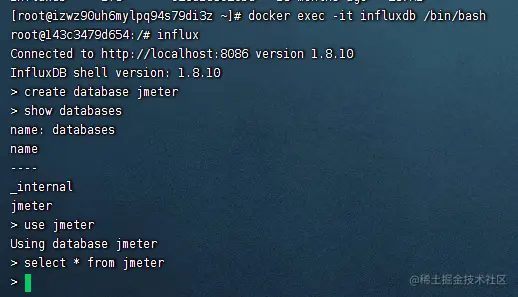 [root@izwz90uh6mylpq94s79di3z ~]# docker exec -it influxdb /bin/bash
root@143c3479d654:/# influx
Connected to http://localhost:8086 version 1.8.10
InfluxDB shell version: 1.8.10
> create database jmeter
> show databases
name: databases
name
----
_internal
jmeter
> use jmeter
Using database jmeter
> select * from jmeter
>
@稀土掘金技术社区